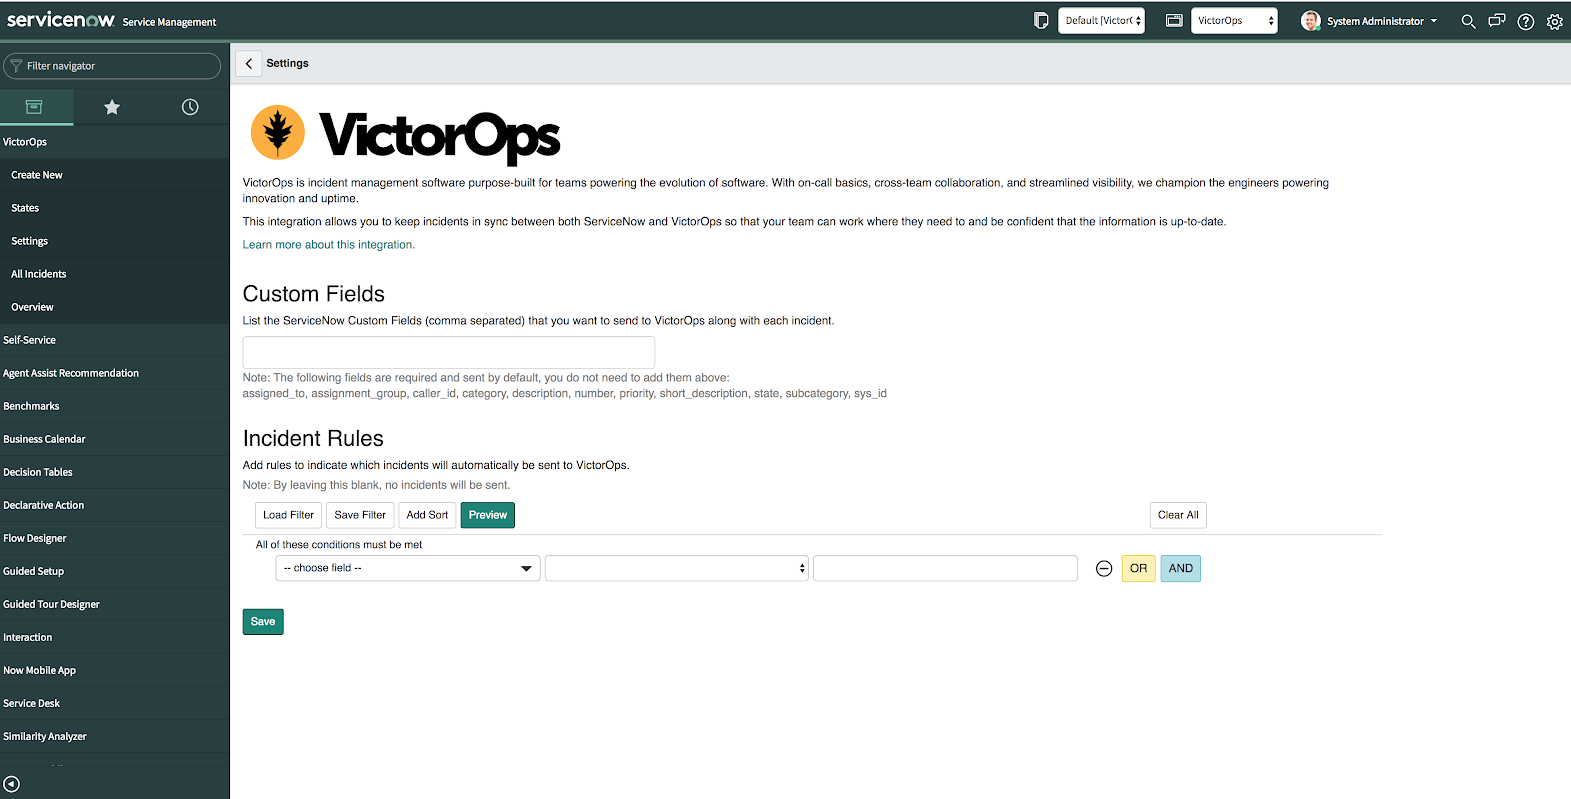 servicenow Service Management
Default [Victor(
VictorOps
System Administrator
Filter navigator
VictorOps
Create New
States
Settings
All Incidents
Overview
Self-Service
Agent Assist Recommendation
Benchmarks
Business Calendar
Decision Tables
Declarative Action
Flow Designer
Guided Setup
Guided Tour Designer
Interaction
Now Mobile App
Service Desk
Similarity Analyzer
Settings
VictorOps
VictorOps is incident management software purpose-built for teams powering the evolution of software. With on-call basics, cross-team collaboration, and streamlined visibility, we champion the engineers powering
innovation and uptime.
This integration allows you to keep incidents in sync between both ServiceNow and VictorOps so that your team can work where they need to and be confident that the information is up-to-date.
Learn more about this integration.
Custom Fields
List the ServiceNow Custom Fields (comma separated) that you want to send to VictorOps along with each incident.
Note: The following fields are required and sent by default, you do not need to add them above:
assigned_to, assignment_group, caller_id, category, description, number, priority, short_description, state, subcategory, sys_id
Incident Rules
Add rules to indicate which incidents will automatically be sent to VictorOps.
Note: By leaving this blank, no incidents will be sent.
Load Filter Save Filter Add Sort Preview Clear All
All of these conditions must be met
-- choose field -- OR AND
Save